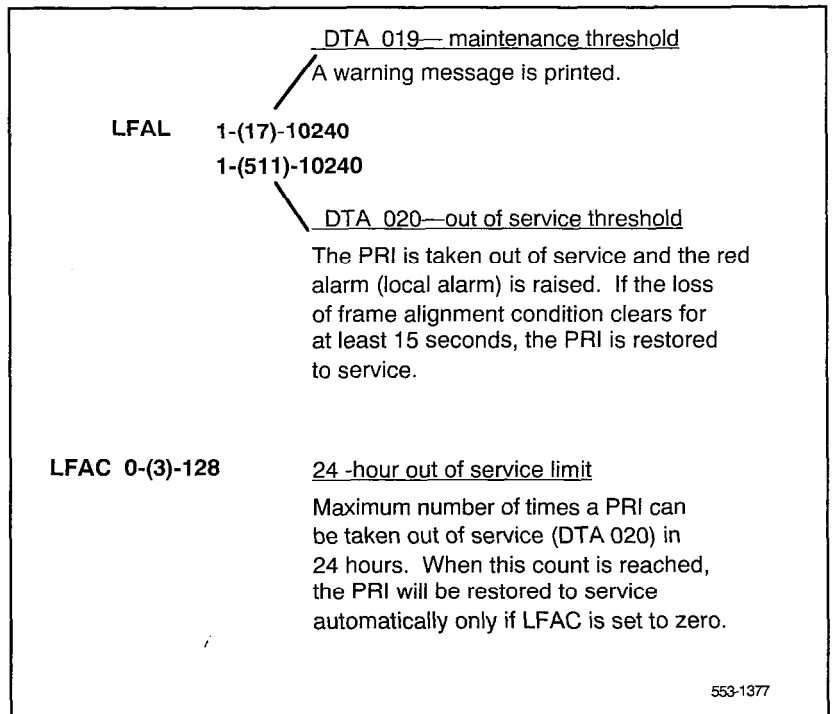 DTA 019— maintenance threshold
A warning message is printed.
LFAL 1-(17)-10240
1-(511)-10240
DTA 020—out of service threshold
The PRI is taken out of service and the red
alarm (local alarm) is raised. If the loss
of frame alignment condition clears for
at least 15 seconds, the PRI is restored
to service.
LFAC 0-(3)-128 24 -hour out of service limit
Maximum number of times a PRI can
be taken out of service (DTA 020) in
24 hours. When this count is reached,
the PRI will be restored to service
automatically only if LFAC is set to zero.
553-1377